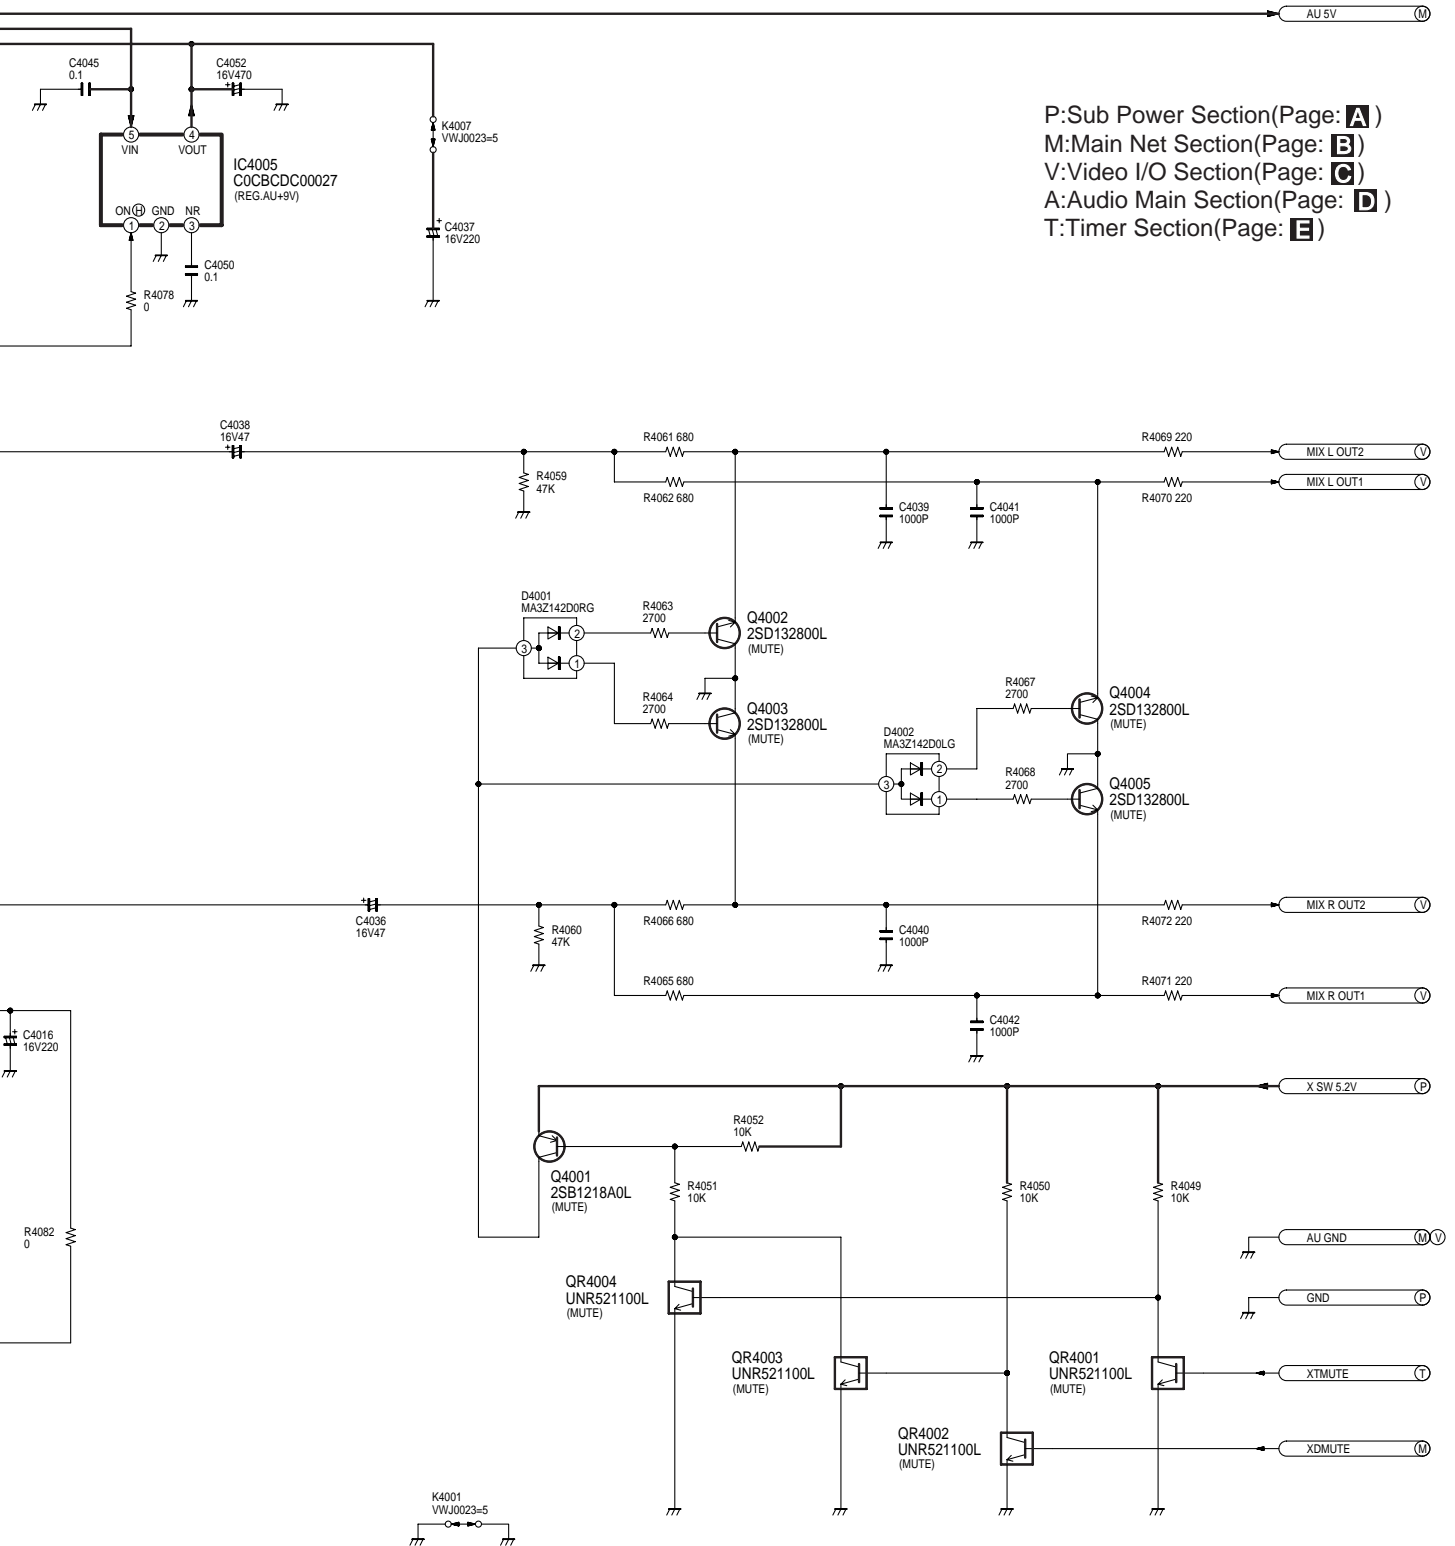 AU 5V
M
C4045
0.1
C4052
16V470
+
5
4
VIN
VOUT
IC4005
C0CBCDC00027
(REG.AU+9V)
ON H GND NR
1
2
3
K4007
VWJ0023=5
P:Sub Power Section(Page: A )
M:Main Net Section(Page: B )
V:Video I/O Section(Page: C )
A:Audio Main Section(Page: D )
T:Timer Section(Page: E )
+
C4037
16V220
C4050
0.1
R4078
0
C4038
16V47
+
R4061 680
R4069 220
MIX L OUT2
V
R4059
47K
R4062 680
R4070 220
MIX L OUT1
V
C4039
1000P
C4041
1000P
D4001
MA3Z142D0RG
3
2
1
R4063
2700
Q4002
2SD132800L
(MUTE)
R4064
2700
Q4003
2SD132800L
(MUTE)
R4067
2700
Q4004
2SD132800L
(MUTE)
D4002
MA3Z142D0LG
3
2
1
R4068
2700
Q4005
2SD132800L
(MUTE)
+
C4036
16V47
R4066 680
R4072 220
MIX R OUT2
V
R4060
47K
C4040
1000P
R4065 680
R4071 220
MIX R OUT1
V
C4042
1000P
+
C4016
16V220
X SW 5.2V
P
R4052
10K
Q4001
2SB1218A0L
(MUTE)
R4051
10K
R4050
10K
R4049
10K
R4082
0
AU GND
M V
QR4004
UNR521100L
(MUTE)
GND
P
QR4003
UNR521100L
(MUTE)
QR4001
UNR521100L
(MUTE)
XTMUTE
T
QR4002
UNR521100L
(MUTE)
XDMUTE
M
K4001
VWJ0023=5